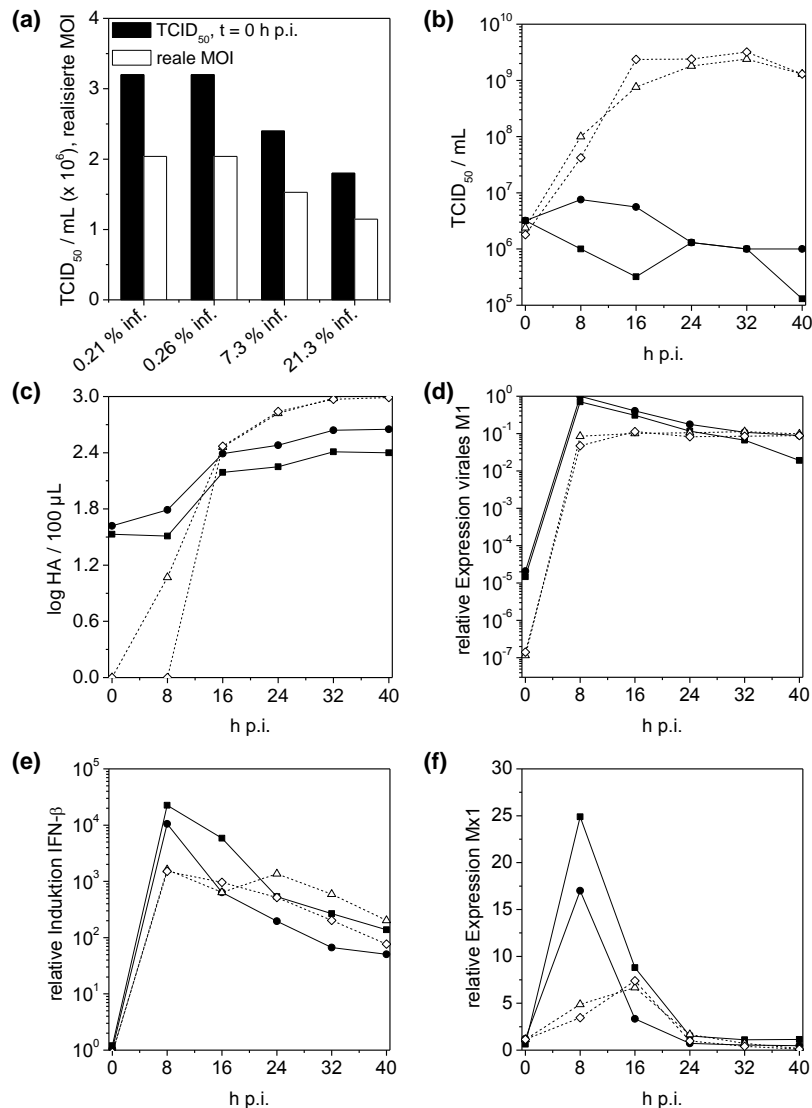 (a)
TCID50, t = 0 h p.i.
reale MOI
TCID50 / mL (x 10^6), realisierte MOI
4
3
2
1
0
0.21 % inf.
0.26 % inf.
7.3 % inf.
21.3 % inf.
(b)
TCID50 / mL
10^10
10^9
10^8
10^7
10^6
10^5
0 8 16 24 32 40
h p.i.
(c)
log HA / 100 µL
3.0
2.4
1.8
1.2
0.6
0.0
0 8 16 24 32 40
h p.i.
(d)
relative Expression virales M1
10^0
10^-1
10^-2
10^-3
10^-4
10^-5
10^-6
10^-7
0 8 16 24 32 40
h p.i.
(e)
relative Induktion IFN-β
10^5
10^4
10^3
10^2
10^1
10^0
0 8 16 24 32 40
h p.i.
(f)
relative Expression Mx1
30
25
20
15
10
5
0
0 8 16 24 32 40
h p.i.